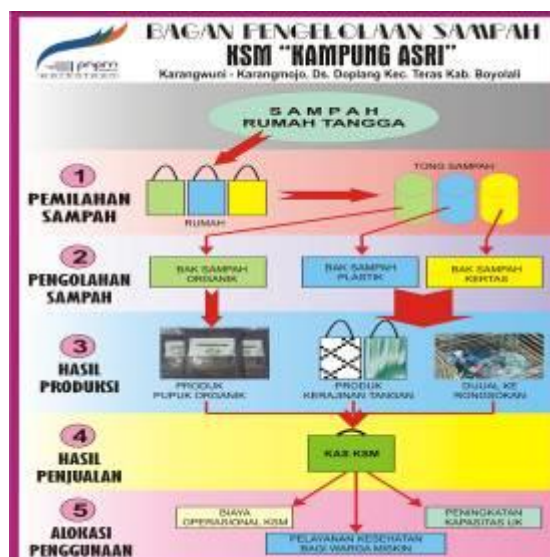 BAGAN PENGELOLAAN SAMPAH
pnpm
KSM "KAMPUNG ASRI"
Karangwuni - Karangmojo, Ds. Doplang Kec. Teras Kab. Boyolali
SAMPAH
RUMAH TANGGA
1
PEMILAHAN
SAMPAH
RUMAH
TONG SAMPAH
2
PENGOLAHAN
SAMPAH
BAK SAMPAH
ORGANIK
BAK SAMPAH
PLASTIK
BAK SAMPAH
KERTAS
3
HASIL
PRODUKSI
PRODUK
PUPUK ORGANIK
PRODUK
KERAJINAN TANGAN
DIJUAL KE
RONGSOKAN
4
HASIL
PENJUALAN
KAS KSM
5
ALOKASI
PENGGUNAAN
BIAYA
OPERASIONAL KSM
PELAYANAN KESEHATAN
BAGI WARGA MISKIN
PENINGKATAN
KAPASITAS